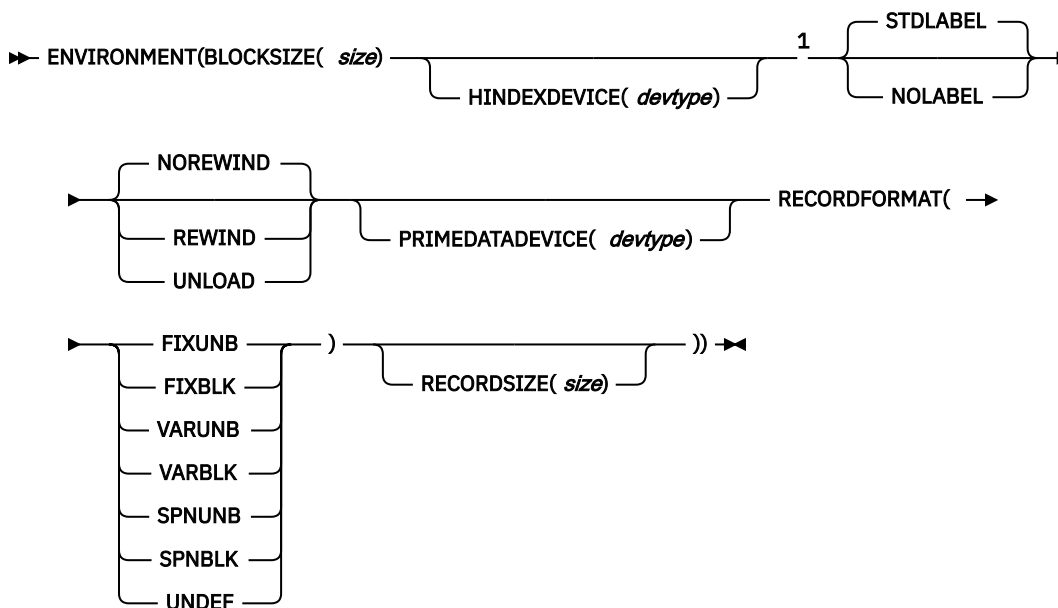 STDLABEL
ENVIRONMENT(BLOCKSIZE( size) 1
HINDEXDEVICE( devtype) NOLABEL
NOREWIND
RECORDFORMAT(
REWIND PRIMEDATADEVICE( devtype)
UNLOAD
FIXUNB ) ))
FIXBLK RECORDSIZE( size)
VARUNB
VARBLK
SPNUNB
SPNBLK
UNDEF